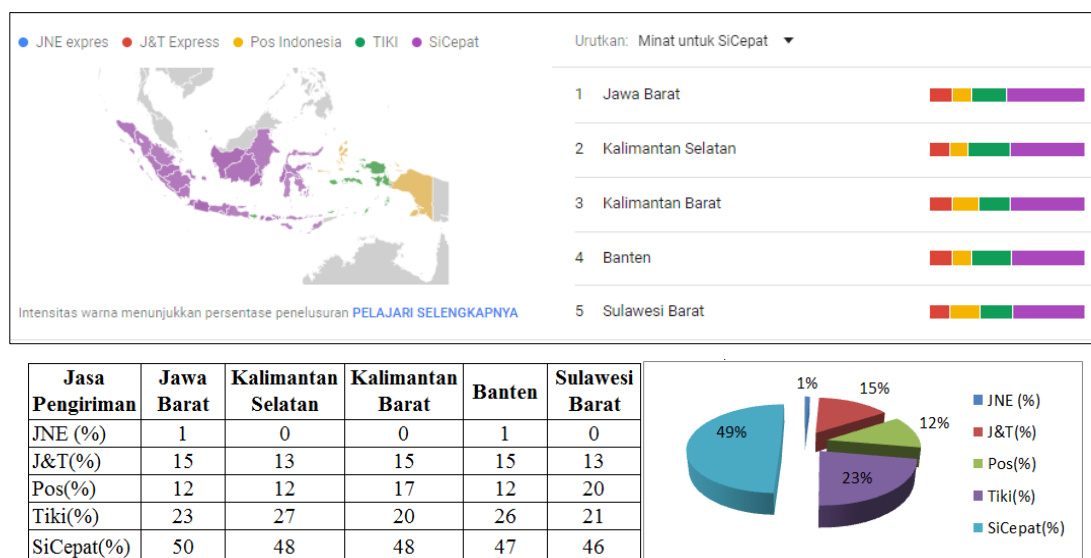 JNE expres J&T Express Pos Indonesia TIKI SiCepat
Urutkan: Minat untuk SiCepat
1 Jawa Barat
2 Kalimantan Selatan
3 Kalimantan Barat
4 Banten
5 Sulawesi Barat
Intensitas warna menunjukkan persentase penelusuran PELAJARI SELENGKAPNYA
Jasa Pengiriman Jawa Barat Kalimantan Selatan Kalimantan Barat Banten Sulawesi Barat
JNE (%) 1 0 0 1 0
J&T(%) 15 13 15 15 13
Pos(%) 12 12 17 12 20
Tiki(%) 23 27 20 26 21
SiCepat(%) 50 48 48 47 46
1%
15%
12%
23%
49%
JNE (%)
J&T(%)
Pos(%)
Tiki(%)
SiCepat(%)